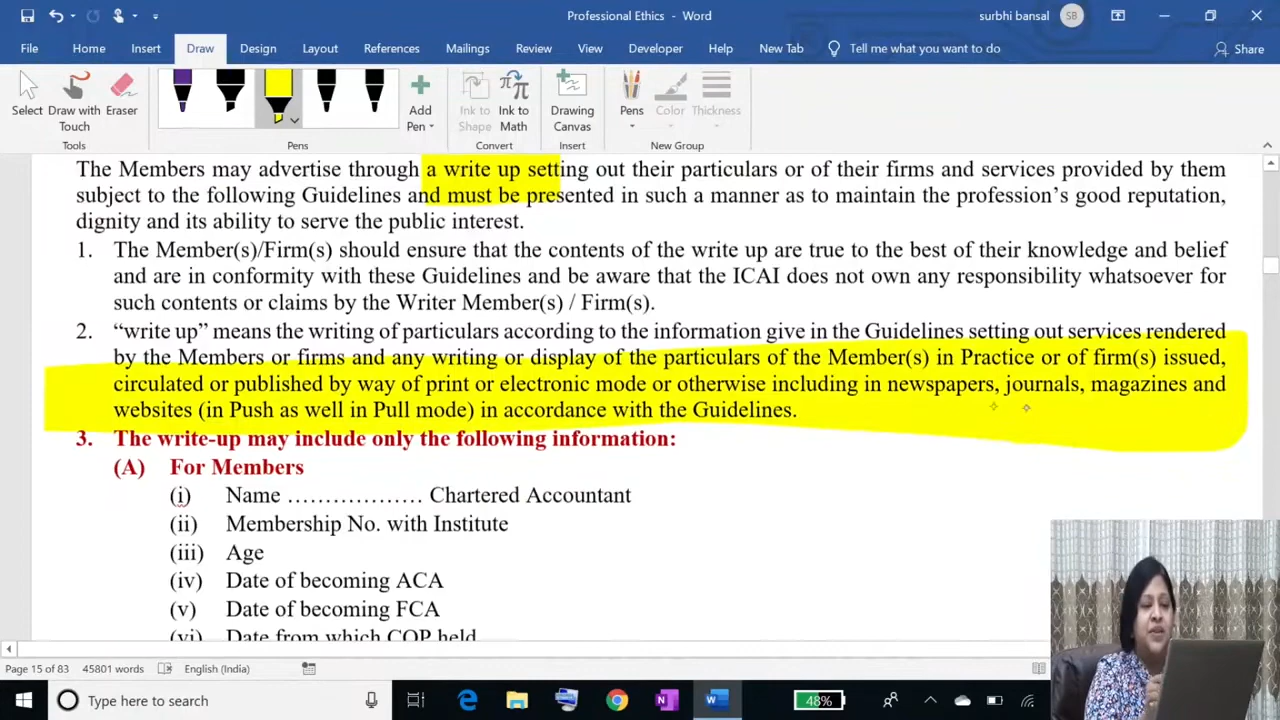 Professional Ethics - Word
surbhi bansal SB
File Home Insert Draw Design Layout References Mailings Review View Developer Help New Tab Tell me what you want to do Share
Select Draw with Touch Eraser
Add Pen
Ink to Shape Ink to Math
Drawing Canvas
Pens Color Thickness
Tools Pens Convert Insert New Group
The Members may advertise through a write up setting out their particulars or of their firms and services provided by them
subject to the following Guidelines and must be presented in such a manner as to maintain the profession's good reputation,
dignity and its ability to serve the public interest.
1. The Member(s)/Firm(s) should ensure that the contents of the write up are true to the best of their knowledge and belief
and are in conformity with these Guidelines and be aware that the ICAI does not own any responsibility whatsoever for
such contents or claims by the Writer Member(s) / Firm(s).
2. “write up” means the writing of particulars according to the information give in the Guidelines setting out services rendered
by the Members or firms and any writing or display of the particulars of the Member(s) in Practice or of firm(s) issued,
circulated or published by way of print or electronic mode or otherwise including in newspapers, journals, magazines and
websites (in Push as well in Pull mode) in accordance with the Guidelines.
3. The write-up may include only the following information:
(A) For Members
(i) Name .................. Chartered Accountant
(ii) Membership No. with Institute
(iii) Age
(iv) Date of becoming ACA
(v) Date of becoming FCA
(vi) Date from which COP held
Page 15 of 83 45801 words English (India)
Type here to search
48%